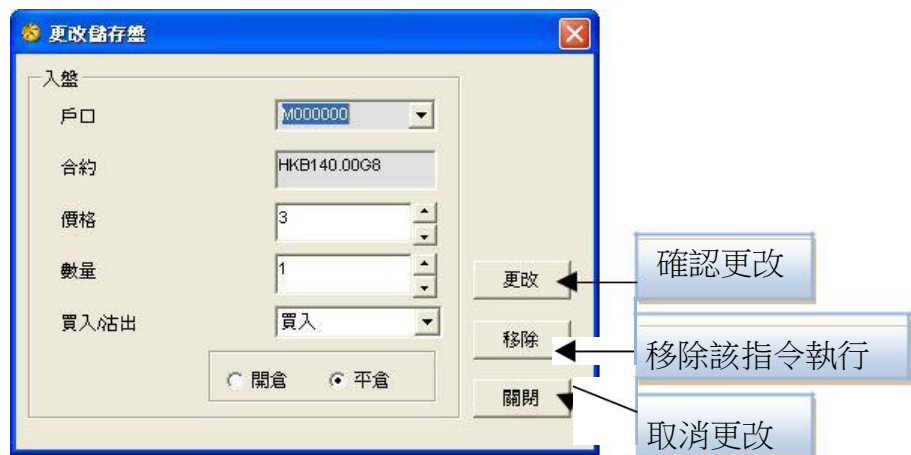 更改儲存盤
入盤
戶口 M000000
合約 HKB140.00G8
價格 3
數量 1
買入/沽出 買入
開倉 平倉
更改
移除
關閉
確認更改
移除該指令執行
取消更改